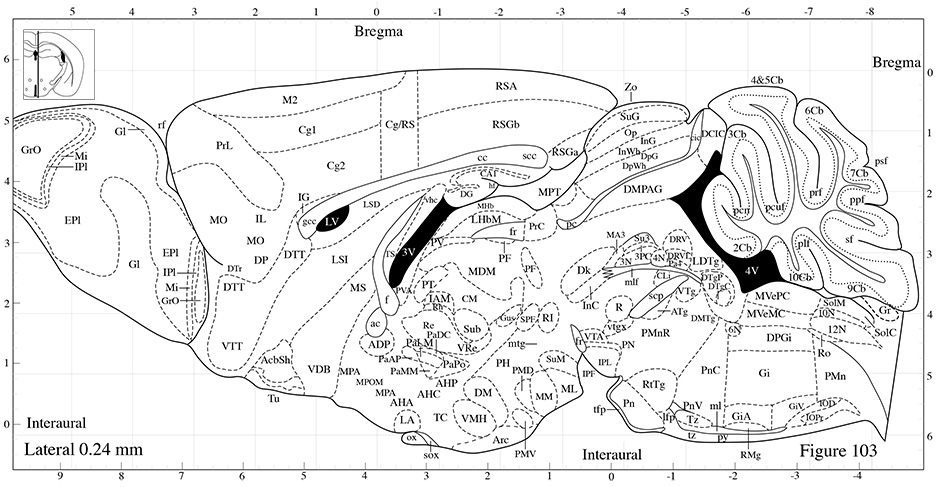 5 4 3 2 1 0 -1 -2 -3 -4 -5 -6 -7 -8
Bregma
Bregma
6 0
Zo 4&5Cb
RSA
M2 SuG 6Cb
5 Gl rf Cg1 Cg/RS RSGb Op DCIC 3Cb 1
GrO PrL InG cic
Mi RSGa InWh DpG psf
IPl Cg2 cc scc DpWh 7Cb
CA1
4 IG DG hf MPT DMPAG prf ppf 2
EPl MO IL gcc LV LSD Vhc MHb pcn pcuf
LHbM PrC pc sf
MO fr MA3 Su3 DRV 2Cb plf
3 EPl DP DTT LSI TS 3V PV PF 3N 3PC 4N DRVL LDTg 4V 10Cb 3
Gl IPl DTr MDM PF Dk mlf Pa4 DTgP 9Cb
Mi DTT MS PVA PT CLi DTgC MVePC
2 GrO f IAM CM InC scp VTg SolM Gr 4
Rh R ATg DMTg MVeMC 10N
ac Re Sub Gus SPF RI vtgx 6N 12N SolC
VTT ADP PaDC VTA PMnR DPGi
1 PaLM VRe mtg fr PN Ro 5
AcbSh PaAP PaPo SuM IPL
VDB MPA PaMM PH PMD IPF PnC Gi PMn
MPOM AHP RtTg
Tu MPA AHC DM MM ML
AHA Pn PnV ml GiV IOD
0 LA TC VMH tfp lfp Tz GiA IOPr 6
Interaural
ox Arc tz py
Lateral 0.24 mm sox PMV Interaural RMg Figure 103
9 8 7 6 5 4 3 2 1 0 -1 -2 -3 -4